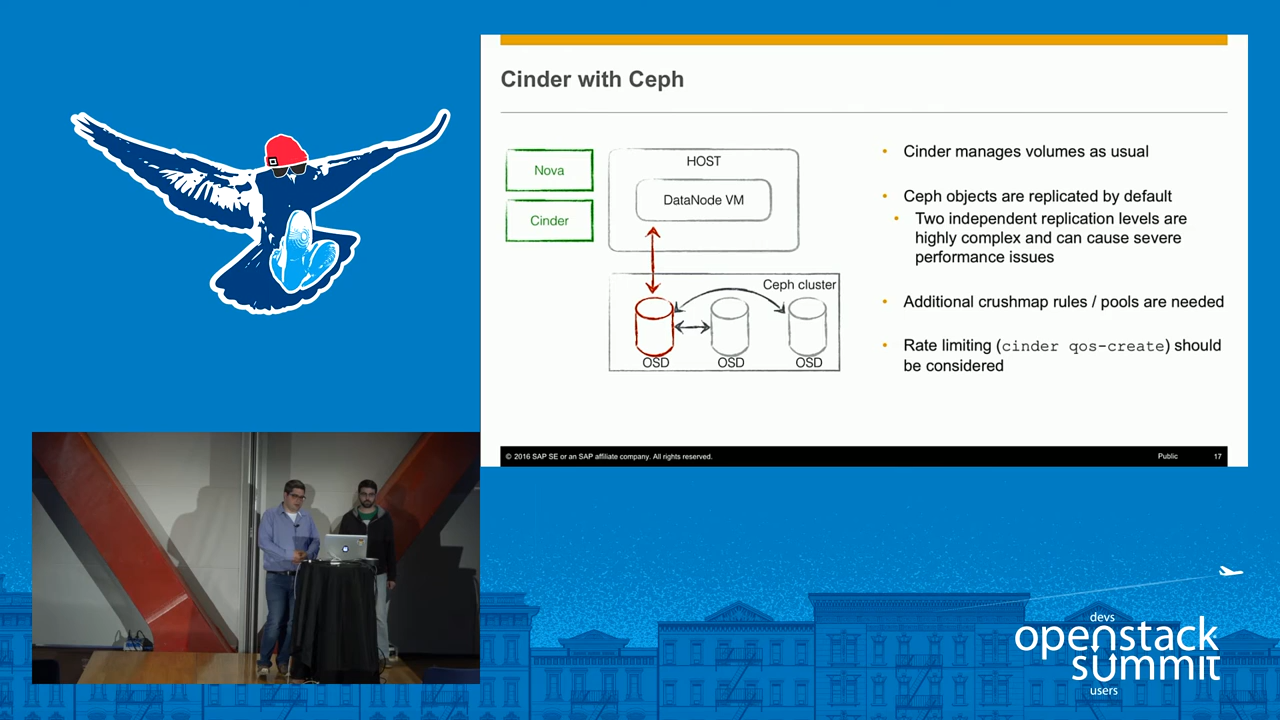 Cinder with Ceph
Nova
Cinder
HOST
DataNode VM
Ceph cluster
OSD
OSD
OSD
• Cinder manages volumes as usual
• Ceph objects are replicated by default
• Two independent replication levels are
highly complex and can cause severe
performance issues
• Additional crushmap rules / pools are needed
• Rate limiting (cinder qos-create) should
be considered
© 2016 SAP SE or an SAP affiliate company. All rights reserved.
Public
17
devs
openstack
summit
users